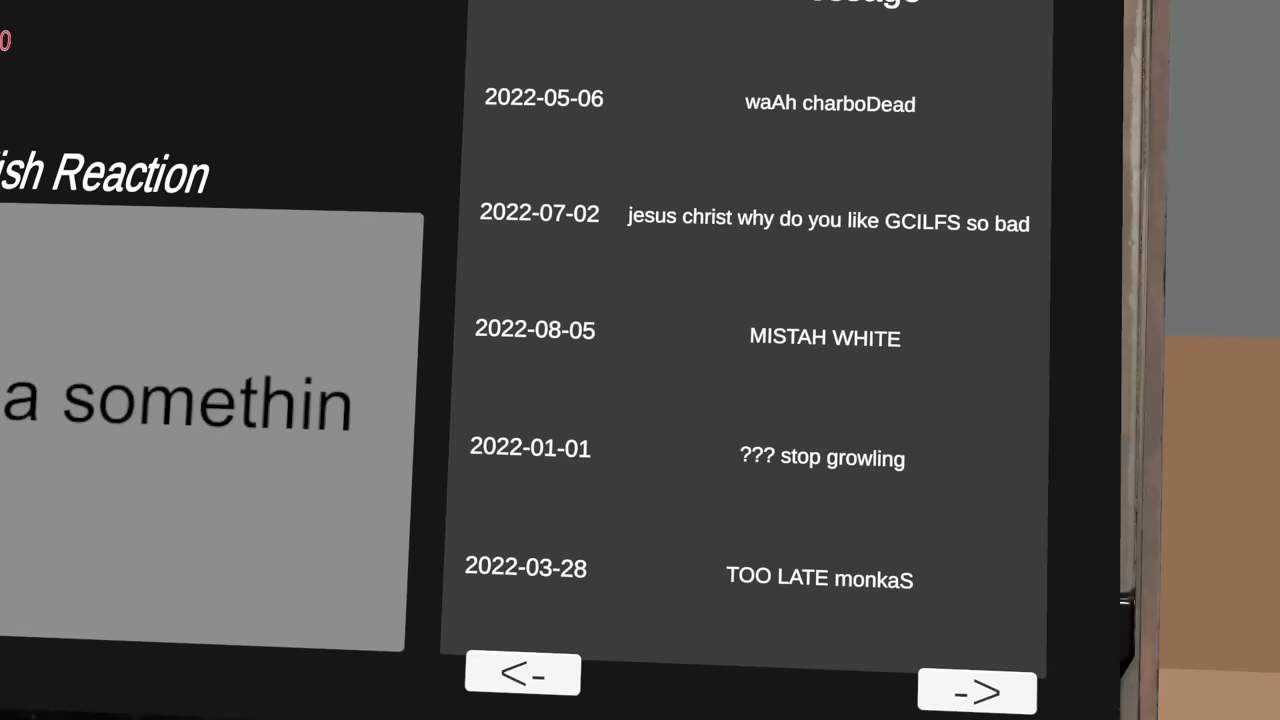 0
ish Reaction
a somethin
2022-05-06 waAh charboDead
2022-07-02 jesus christ why do you like GCILFS so bad
2022-08-05 MISTAH WHITE
2022-01-01 ??? stop growling
2022-03-28 TOO LATE monkaS
<- ->